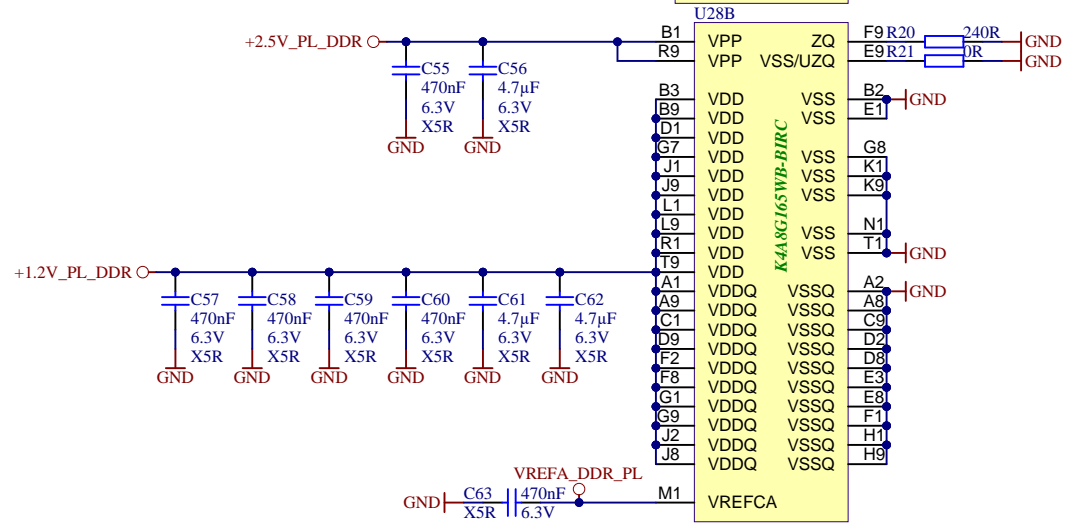 U28B
+2.5V_PL_DDR
B1 VPP ZQ F9 R20 240R GND
R9 VPP VSS/UZQ E9 R21 0R GND
C55 C56
470nF 4.7µF
6.3V 6.3V
X5R X5R
GND GND
B3 VDD VSS B2 GND
B9 VDD VSS E1
D1 VDD
G7 VDD VSS G8
J1 VDD VSS K1
J9 VDD VSS K9
L1 VDD
L9 VDD VSS N1
R1 VDD VSS T1 GND
T9 VDD
K4A8G165WB-BIRC
+1.2V_PL_DDR
A1 VDDQ VSSQ A2 GND
A9 VDDQ VSSQ A8
C1 VDDQ VSSQ C9
D9 VDDQ VSSQ D2
F2 VDDQ VSSQ D8
F8 VDDQ VSSQ E3
G1 VDDQ VSSQ E8
G9 VDDQ VSSQ F1
J2 VDDQ VSSQ H1
J8 VDDQ VSSQ H9
C57 C58 C59 C60 C61 C62
470nF 470nF 470nF 470nF 4.7µF 4.7µF
6.3V 6.3V 6.3V 6.3V 6.3V 6.3V
X5R X5R X5R X5R X5R X5R
GND GND GND GND GND GND
VREFA_DDR_PL
GND C63 470nF M1 VREFCA
X5R 6.3V